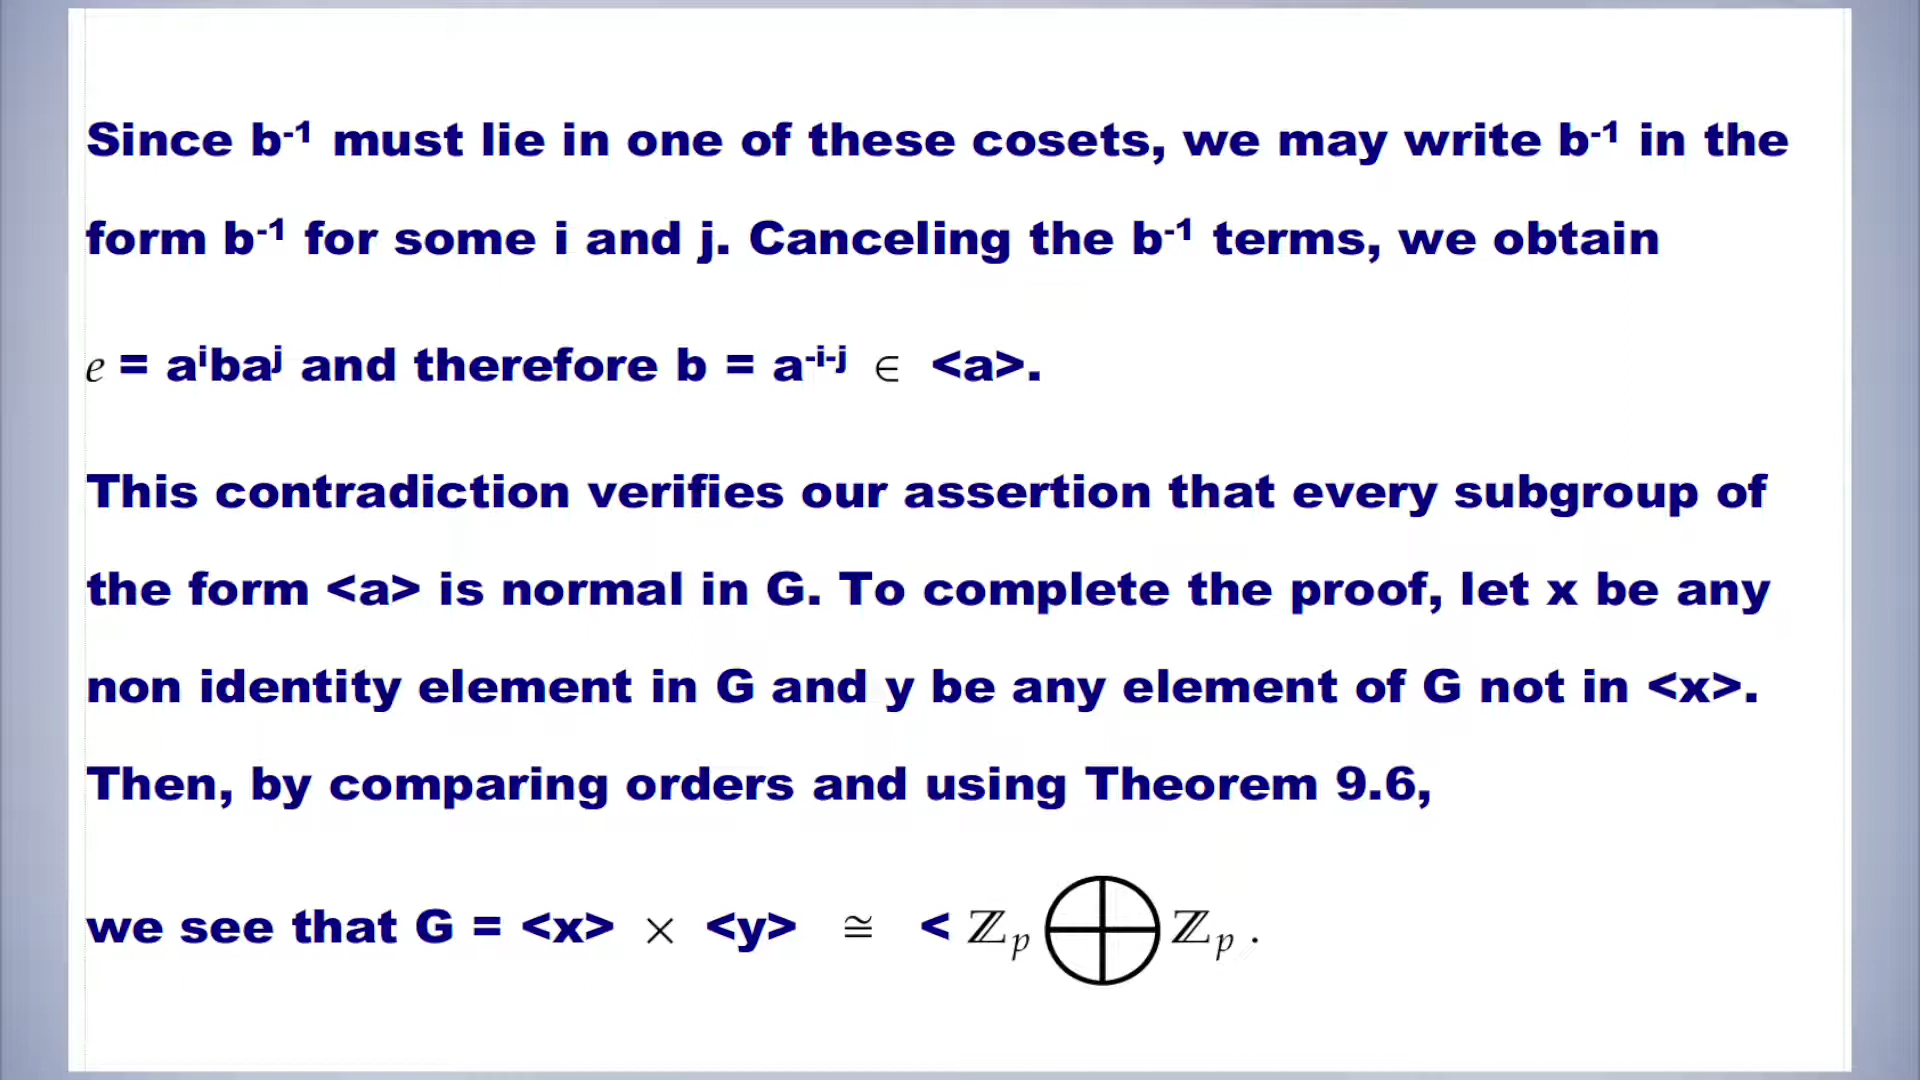 Since b⁻¹ must lie in one of these cosets, we may write b⁻¹ in the
form b⁻¹ for some i and j. Canceling the b⁻¹ terms, we obtain
e = aⁱbaʲ and therefore b = a⁻ⁱ⁻ʲ ∈ <a>.
This contradiction verifies our assertion that every subgroup of
the form <a> is normal in G. To complete the proof, let x be any
non identity element in G and y be any element of G not in <x>.
Then, by comparing orders and using Theorem 9.6,
we see that G = <x> × <y> ≅ < ℤₚ ⊕ ℤₚ .